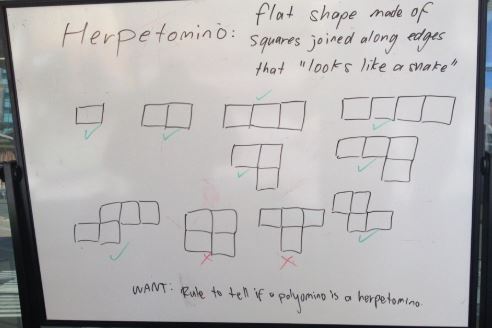 Herpetomino: flat shape made of
squares joined along edges
that "looks like a snake"
WANT: Rule to tell if a polyomino is a herpetomino.